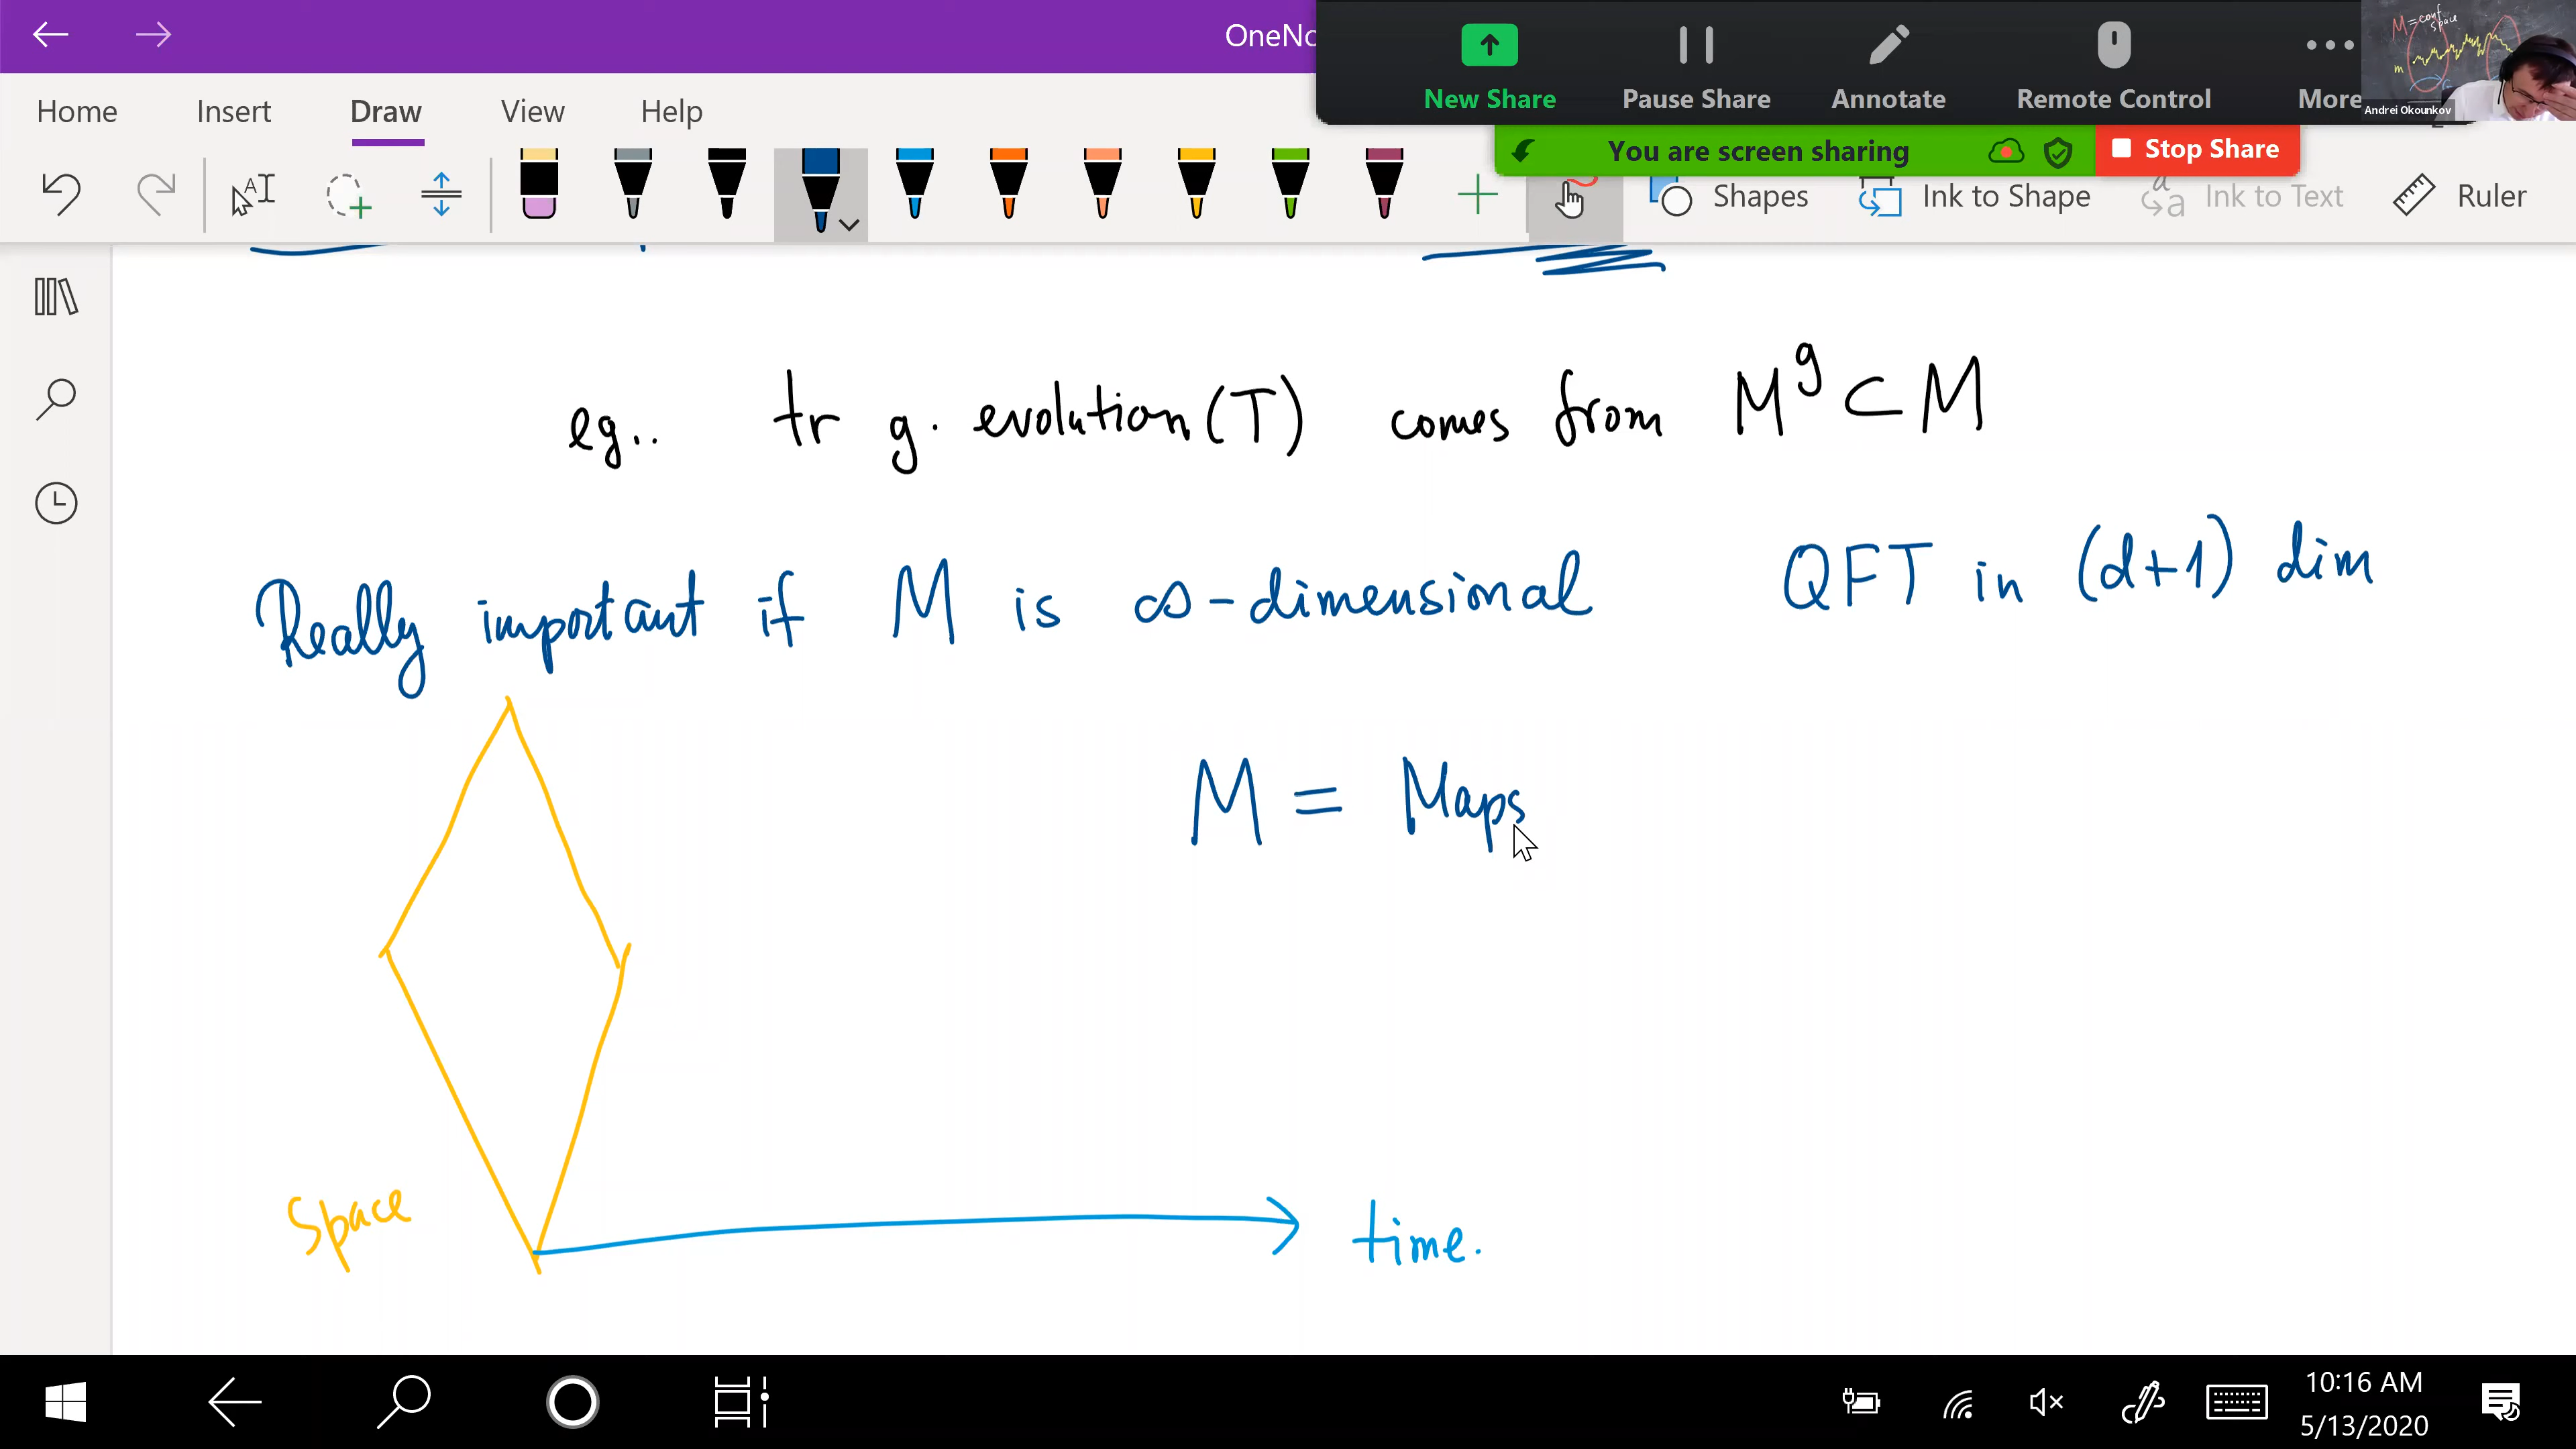 OneNo
New Share
Pause Share
Annotate
Remote Control
More
Andrei Okounkov
M = conf
space
m
Home Insert Draw View Help
You are screen sharing
Stop Share
Shapes
Ink to Shape
Ink to Text
Ruler
eg.. tr g. evolution (T) comes from M^g ⊂ M
Really important if M is ∞-dimensional QFT in (d+1) dim
M = Maps
Space
time.
10:16 AM
5/13/2020